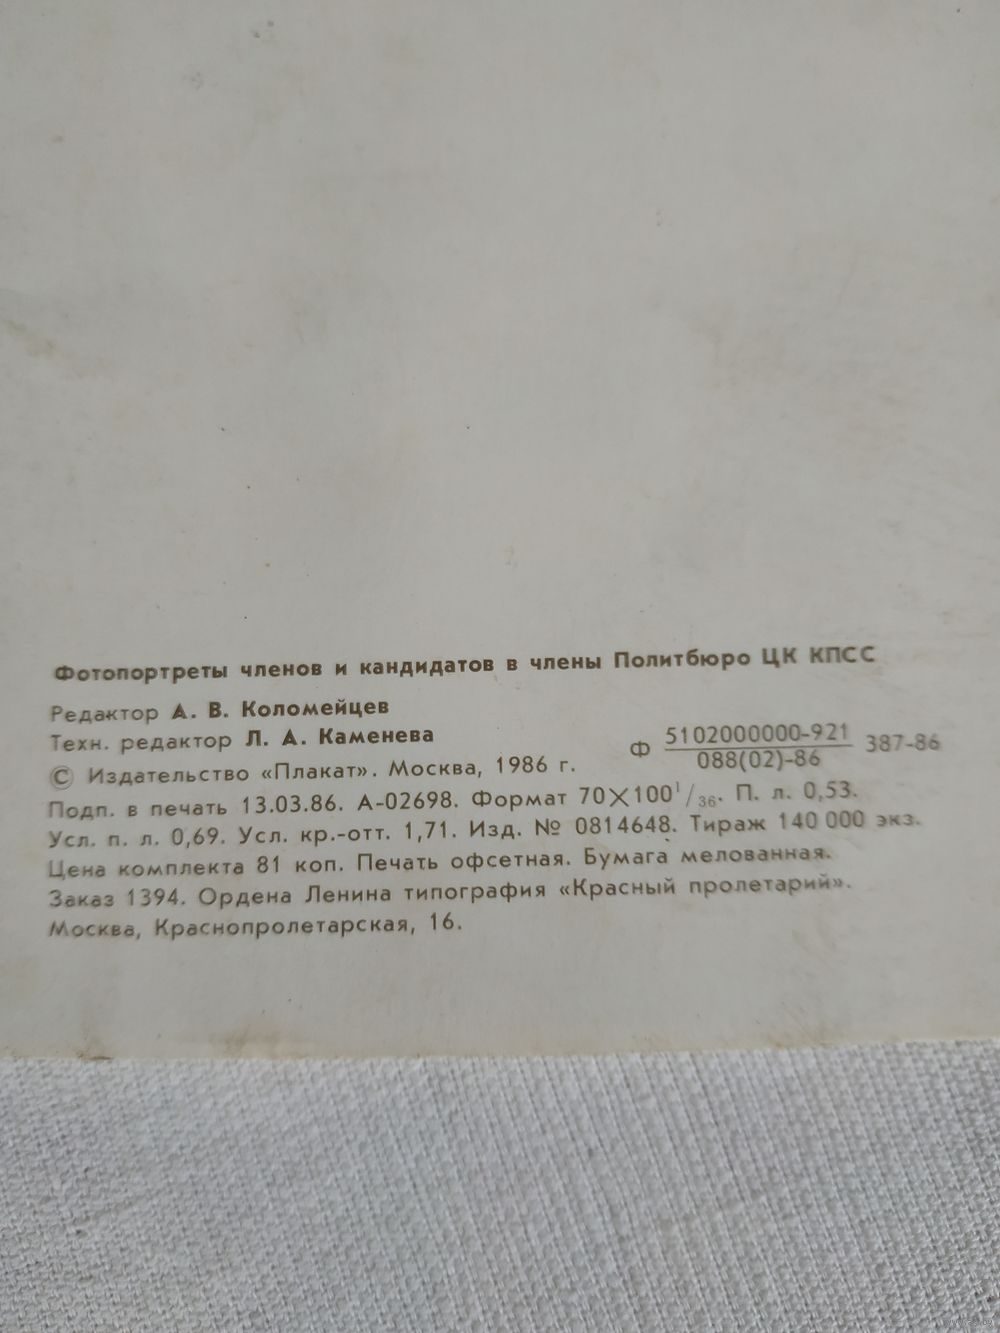 Фотопортреты членов и кандидатов в члены Политбюро ЦК КПСС
Редактор А. В. Коломейцев
Техн. редактор Л. А. Каменева
Ф 5102000000-921 387-86
088(02)-86
© Издательство «Плакат». Москва, 1986 г.
Подп. в печать 13.03.86. А-02698. Формат 70×100¹/₃₆. П. л. 0,53.
Усл. п. л. 0,69. Усл. кр.-отт. 1,71. Изд. № 0814648. Тираж 140 000 экз.
Цена комплекта 81 коп. Печать офсетная. Бумага мелованная.
Заказ 1394. Ордена Ленина типография «Красный пролетарий».
Москва, Краснопролетарская, 16.